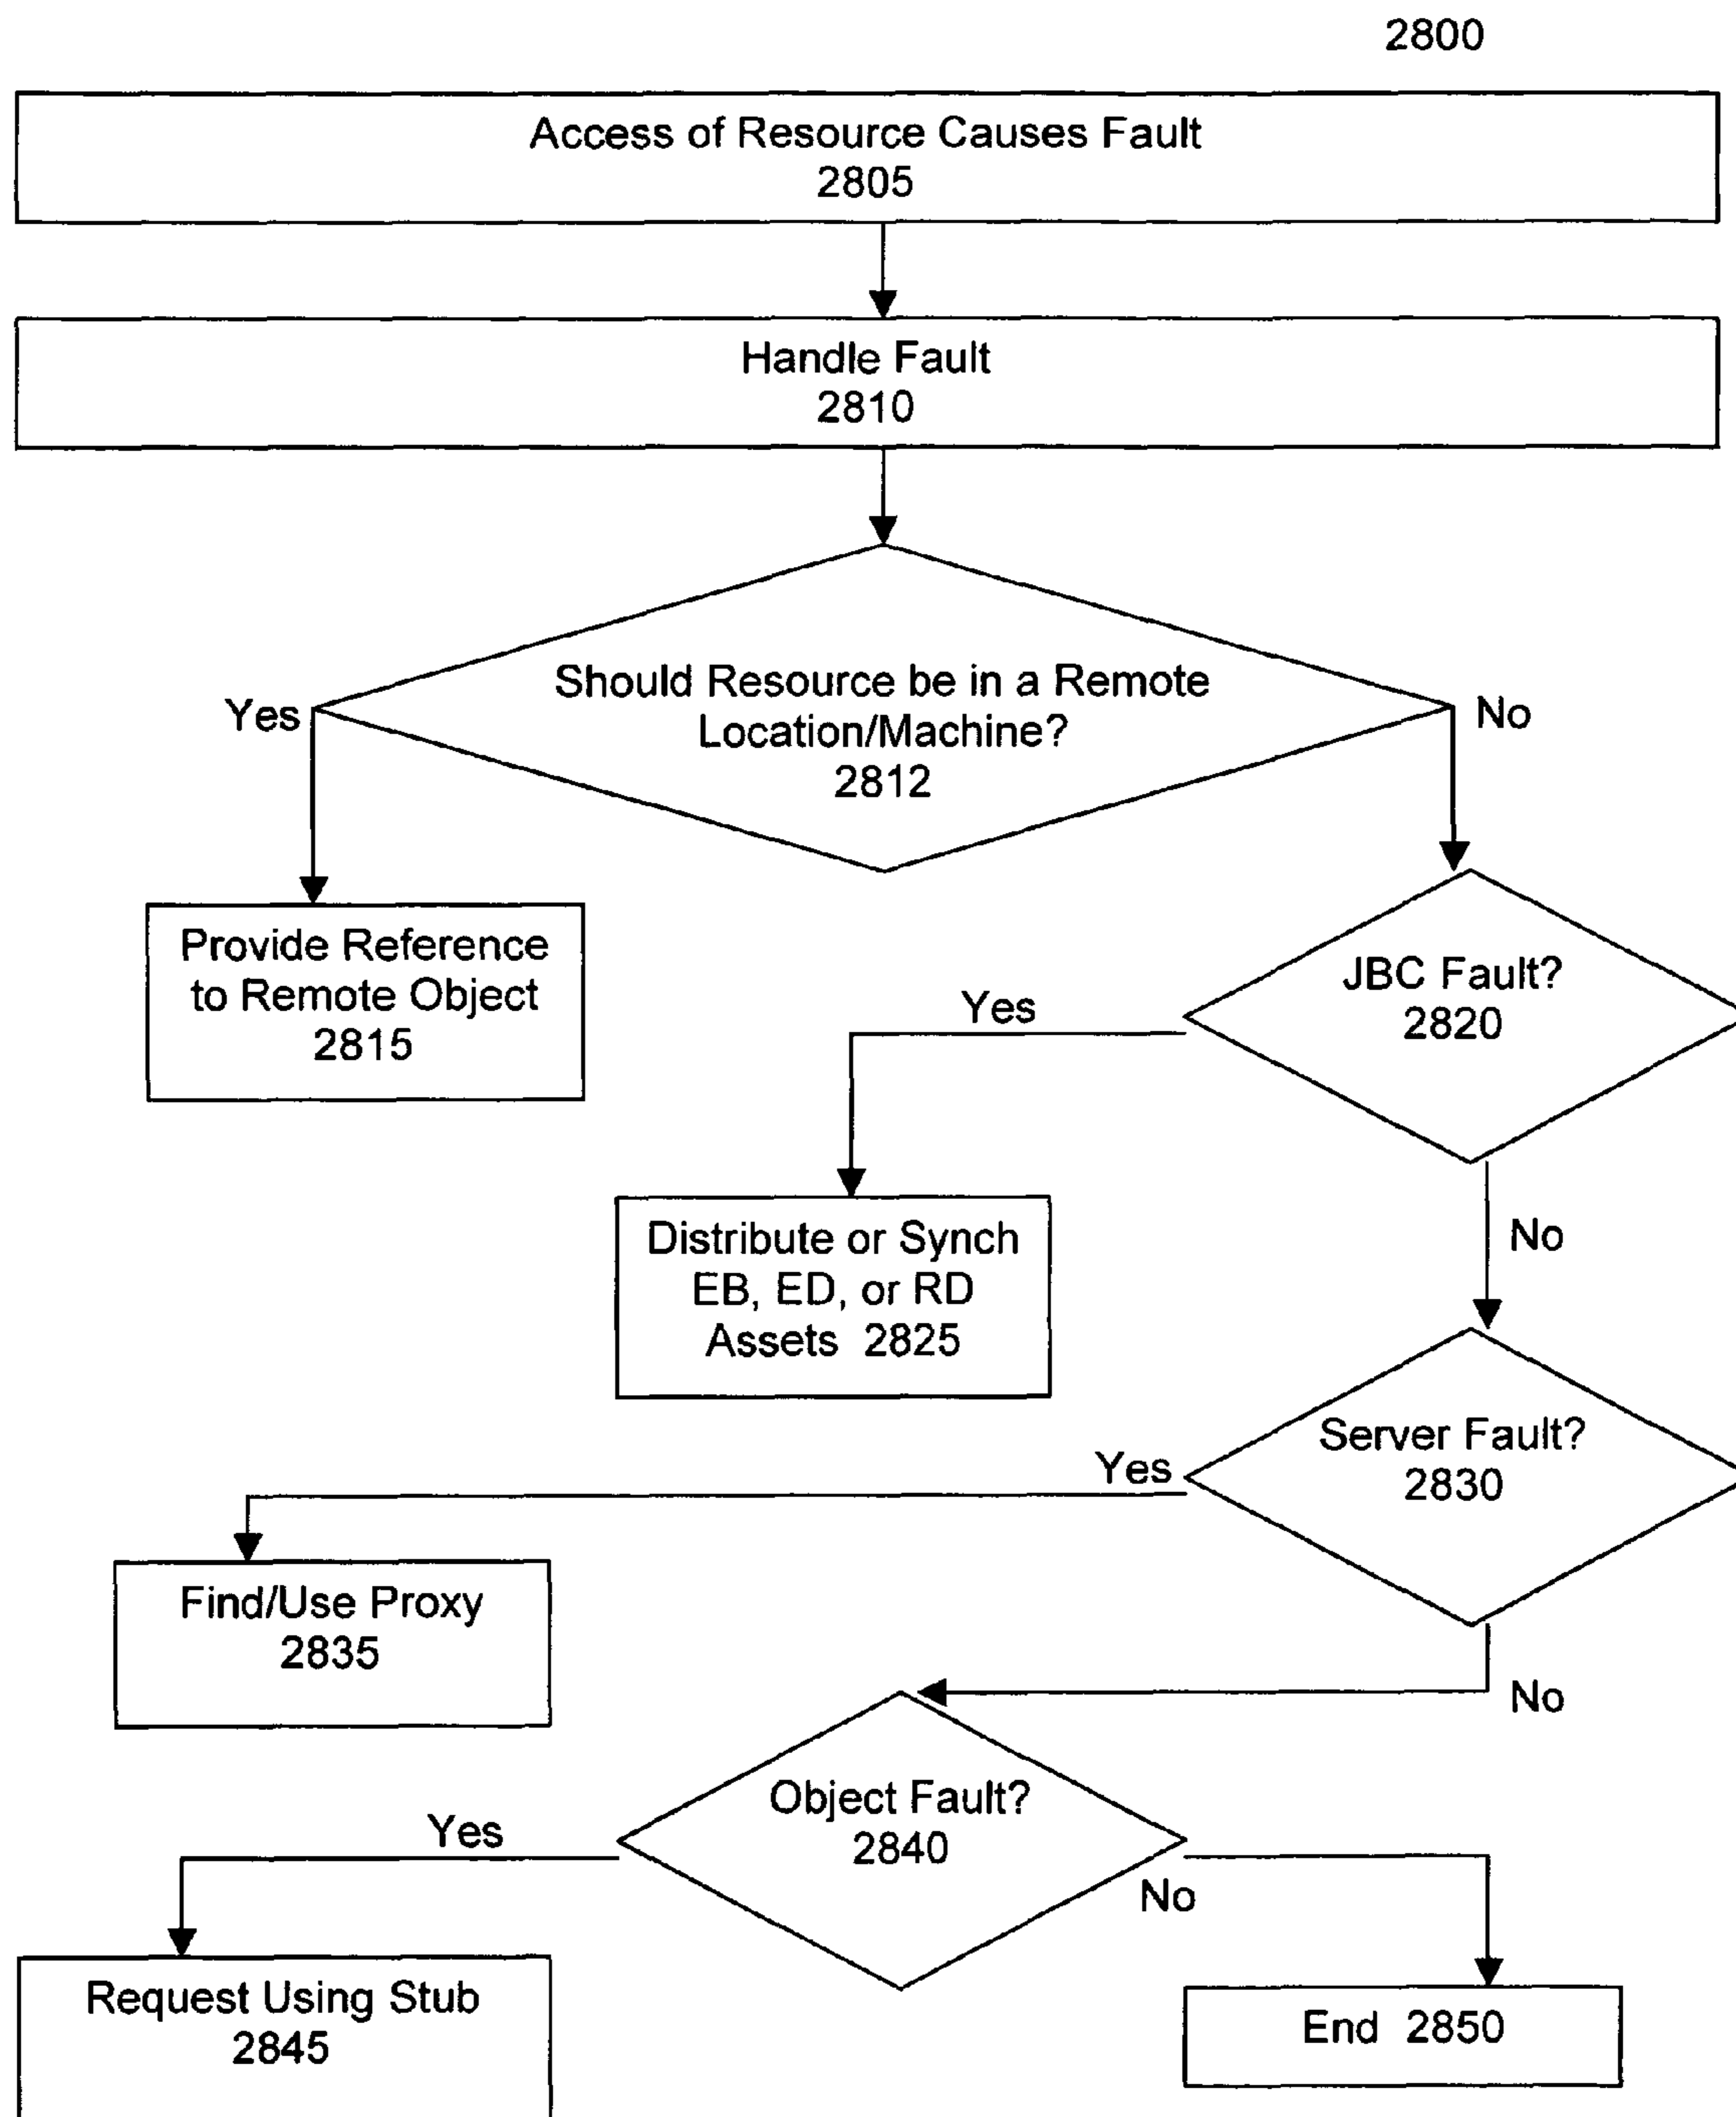 2800
Access of Resource Causes Fault
2805
Handle Fault
2810
Should Resource be in a Remote
Location/Machine?
2812
Yes
No
Provide Reference
to Remote Object
2815
JBC Fault?
2820
Yes
No
Distribute or Synch
EB, ED, or RD
Assets 2825
Server Fault?
2830
Yes
No
Find/Use Proxy
2835
Object Fault?
2840
Yes
No
Request Using Stub
2845
End 2850